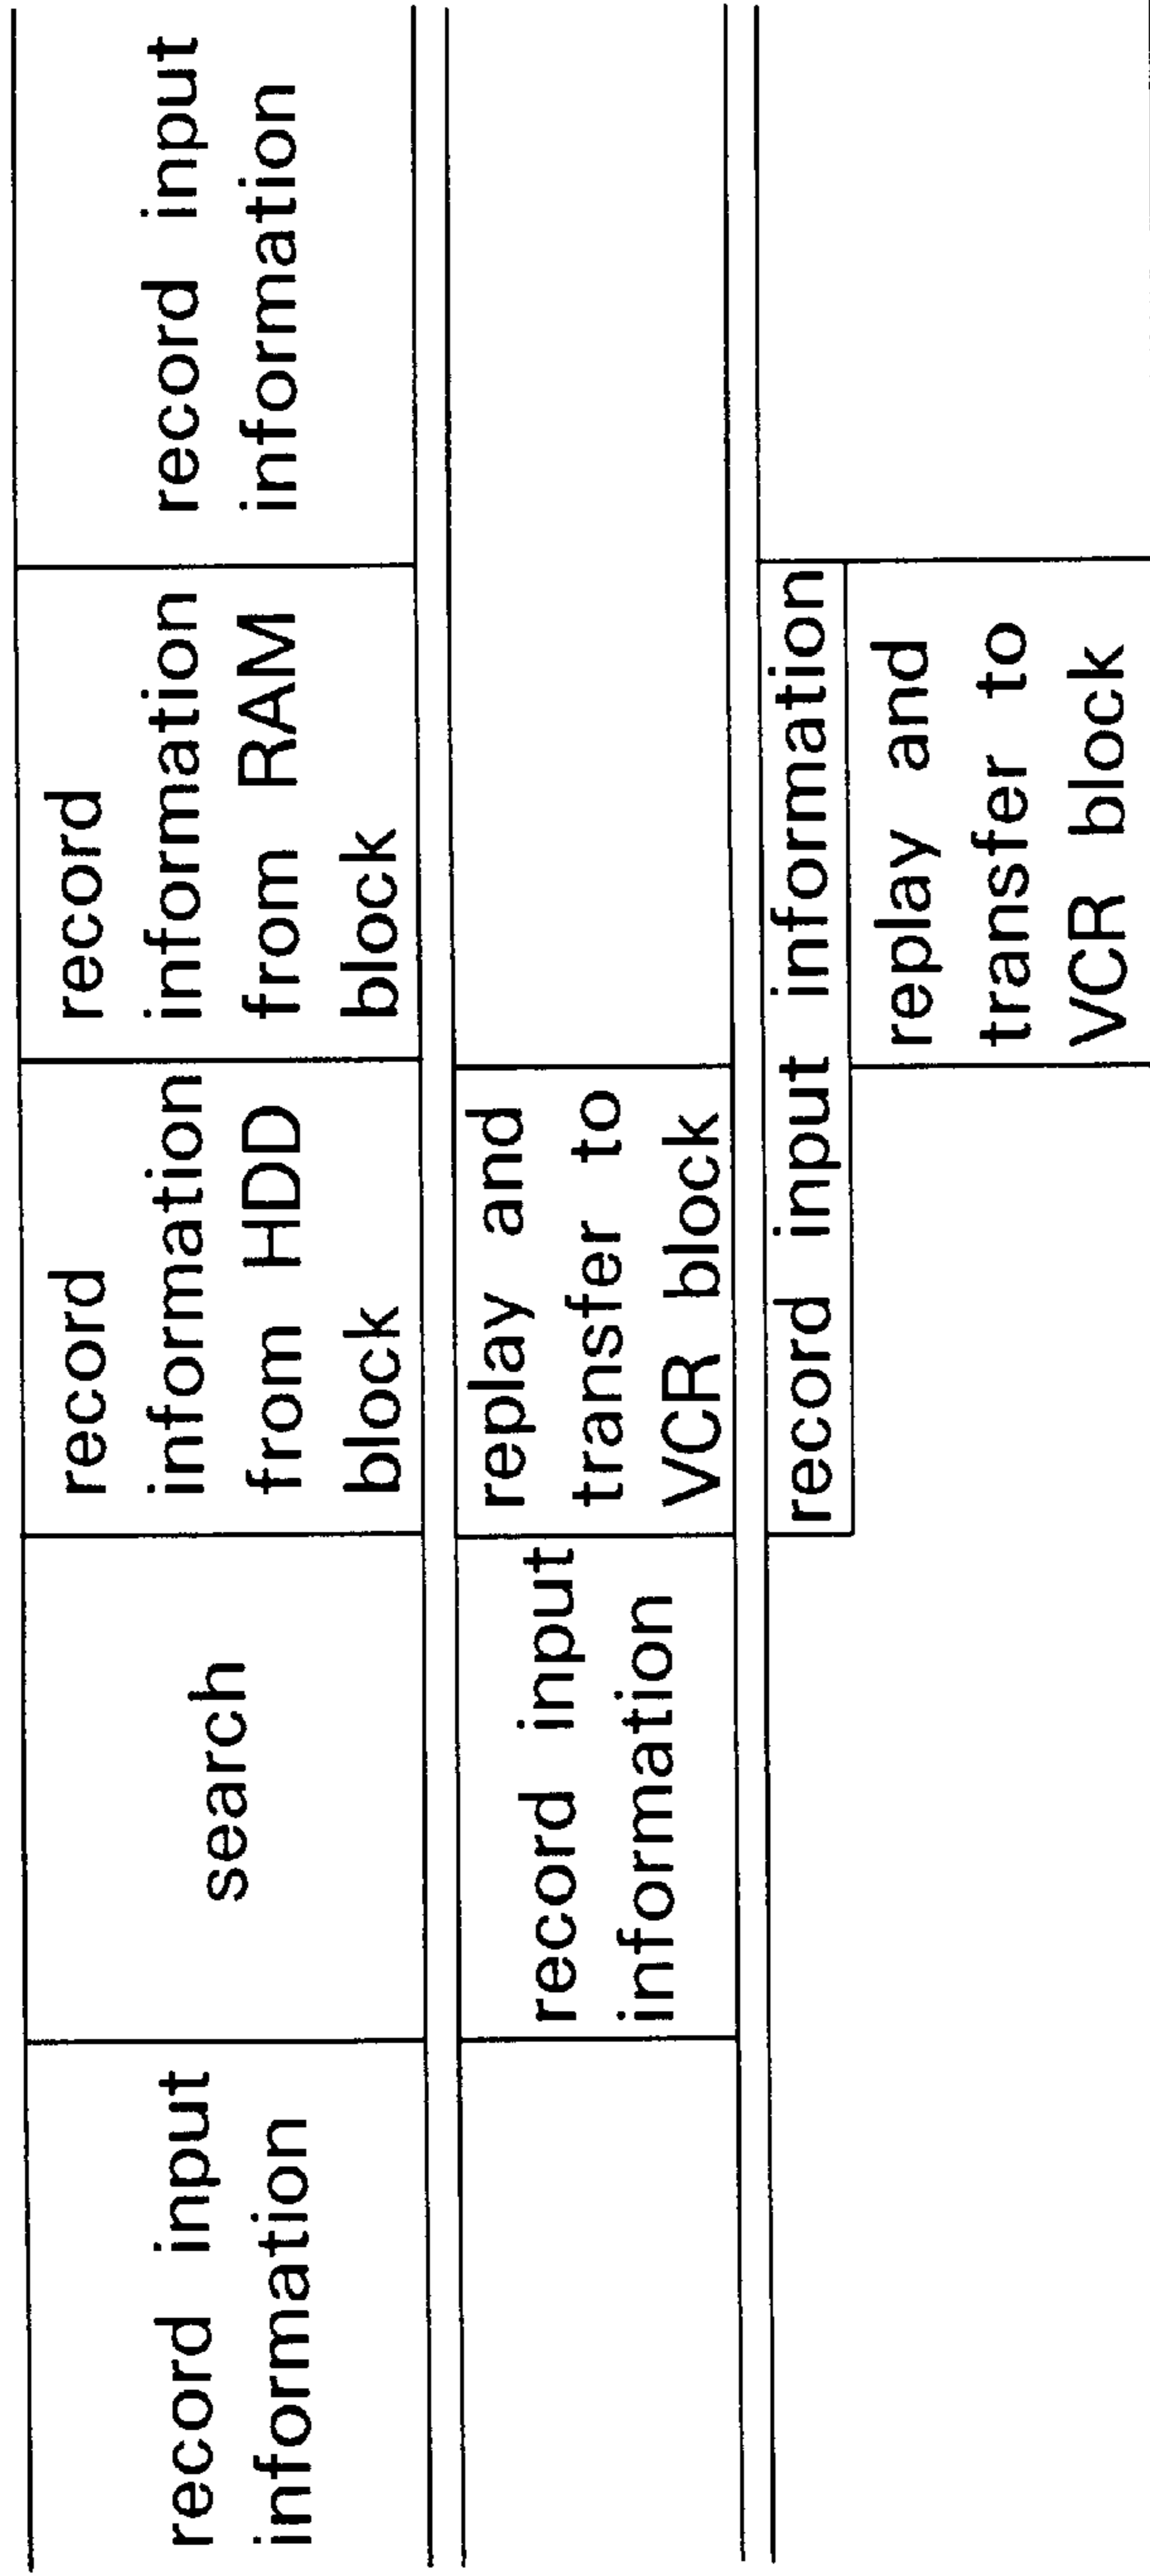 record input
information
search
record
information
from HDD
block
record
information
from RAM
block
record input
information
record input
information
replay and
transfer to
VCR block
record input information
replay and
transfer to
VCR block